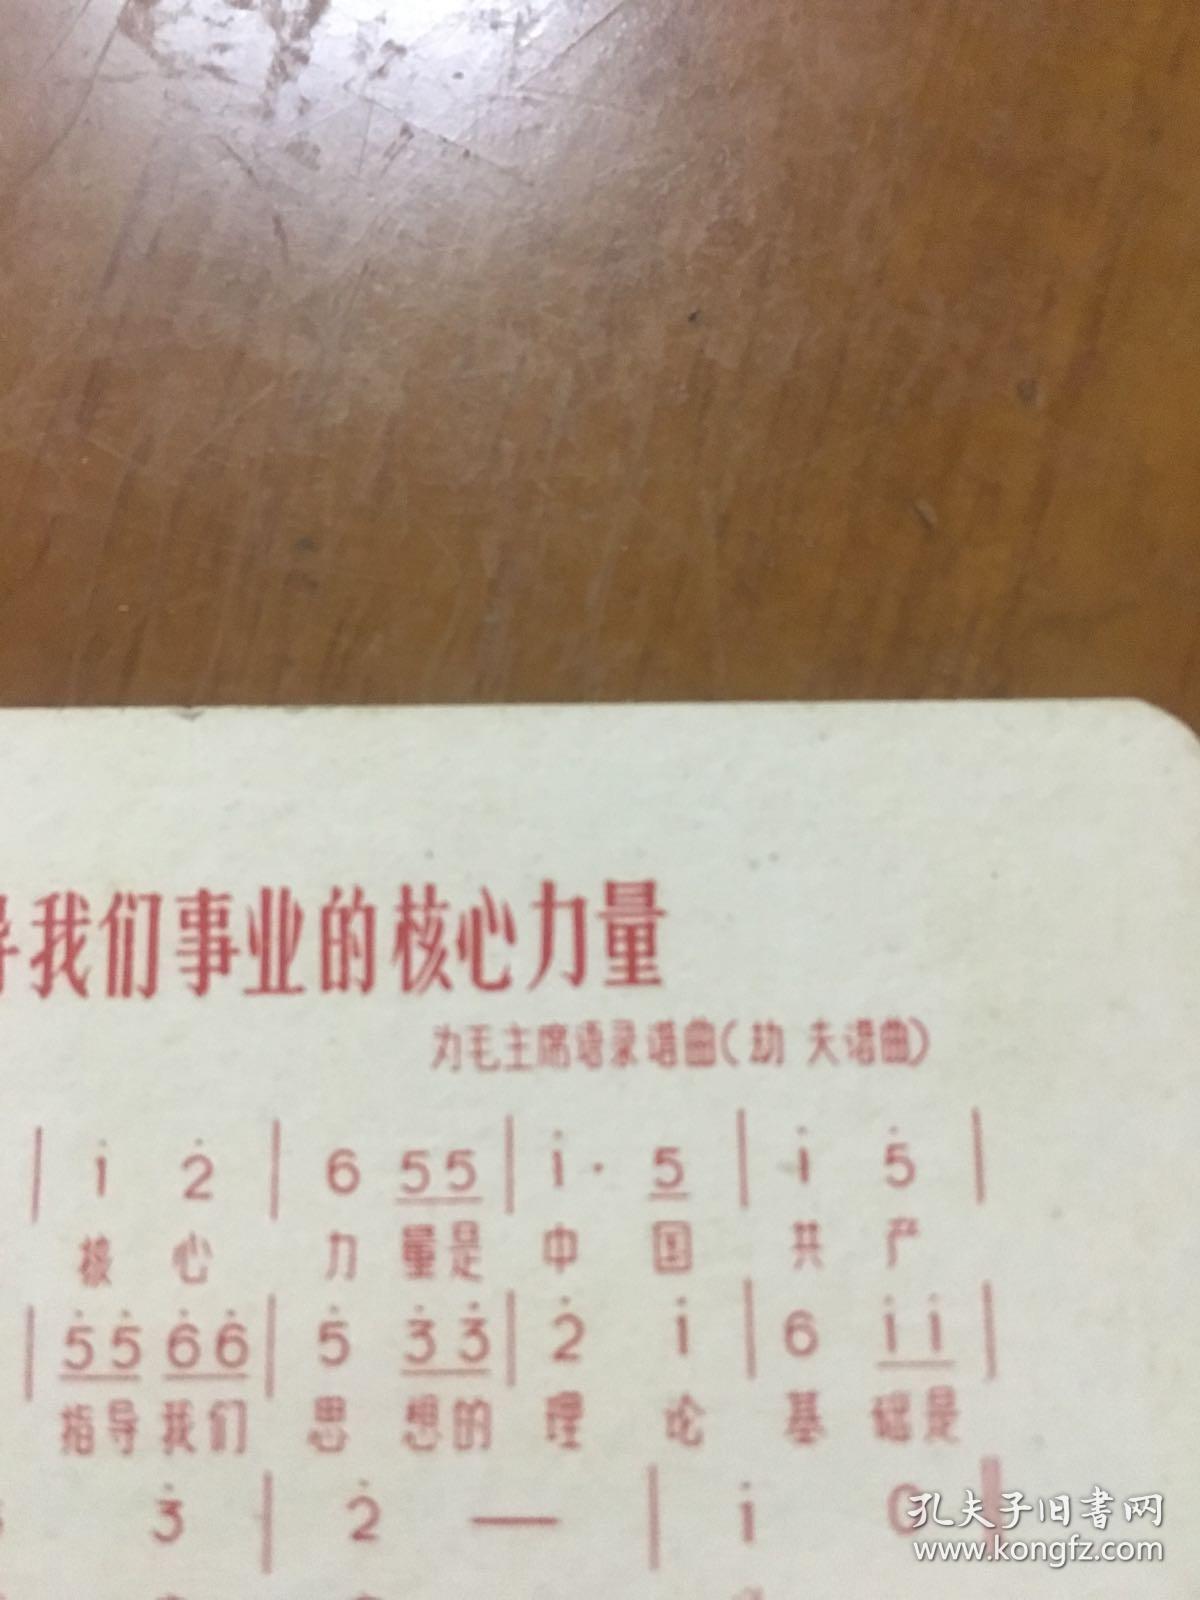 导我们事业的核心力量
为毛主席语录谱曲（劫 夫谱曲）
| i 2 | 6 55 | i · 5 | i 5 |
核 心 力 量是 中 国 共 产
| 55 66 | 5 33 | 2 i | 6 ii |
指导 我们 思 想的 理 论 基 础是
3 | 2 — | i 0
孔夫子旧书网
www.kongfz.com